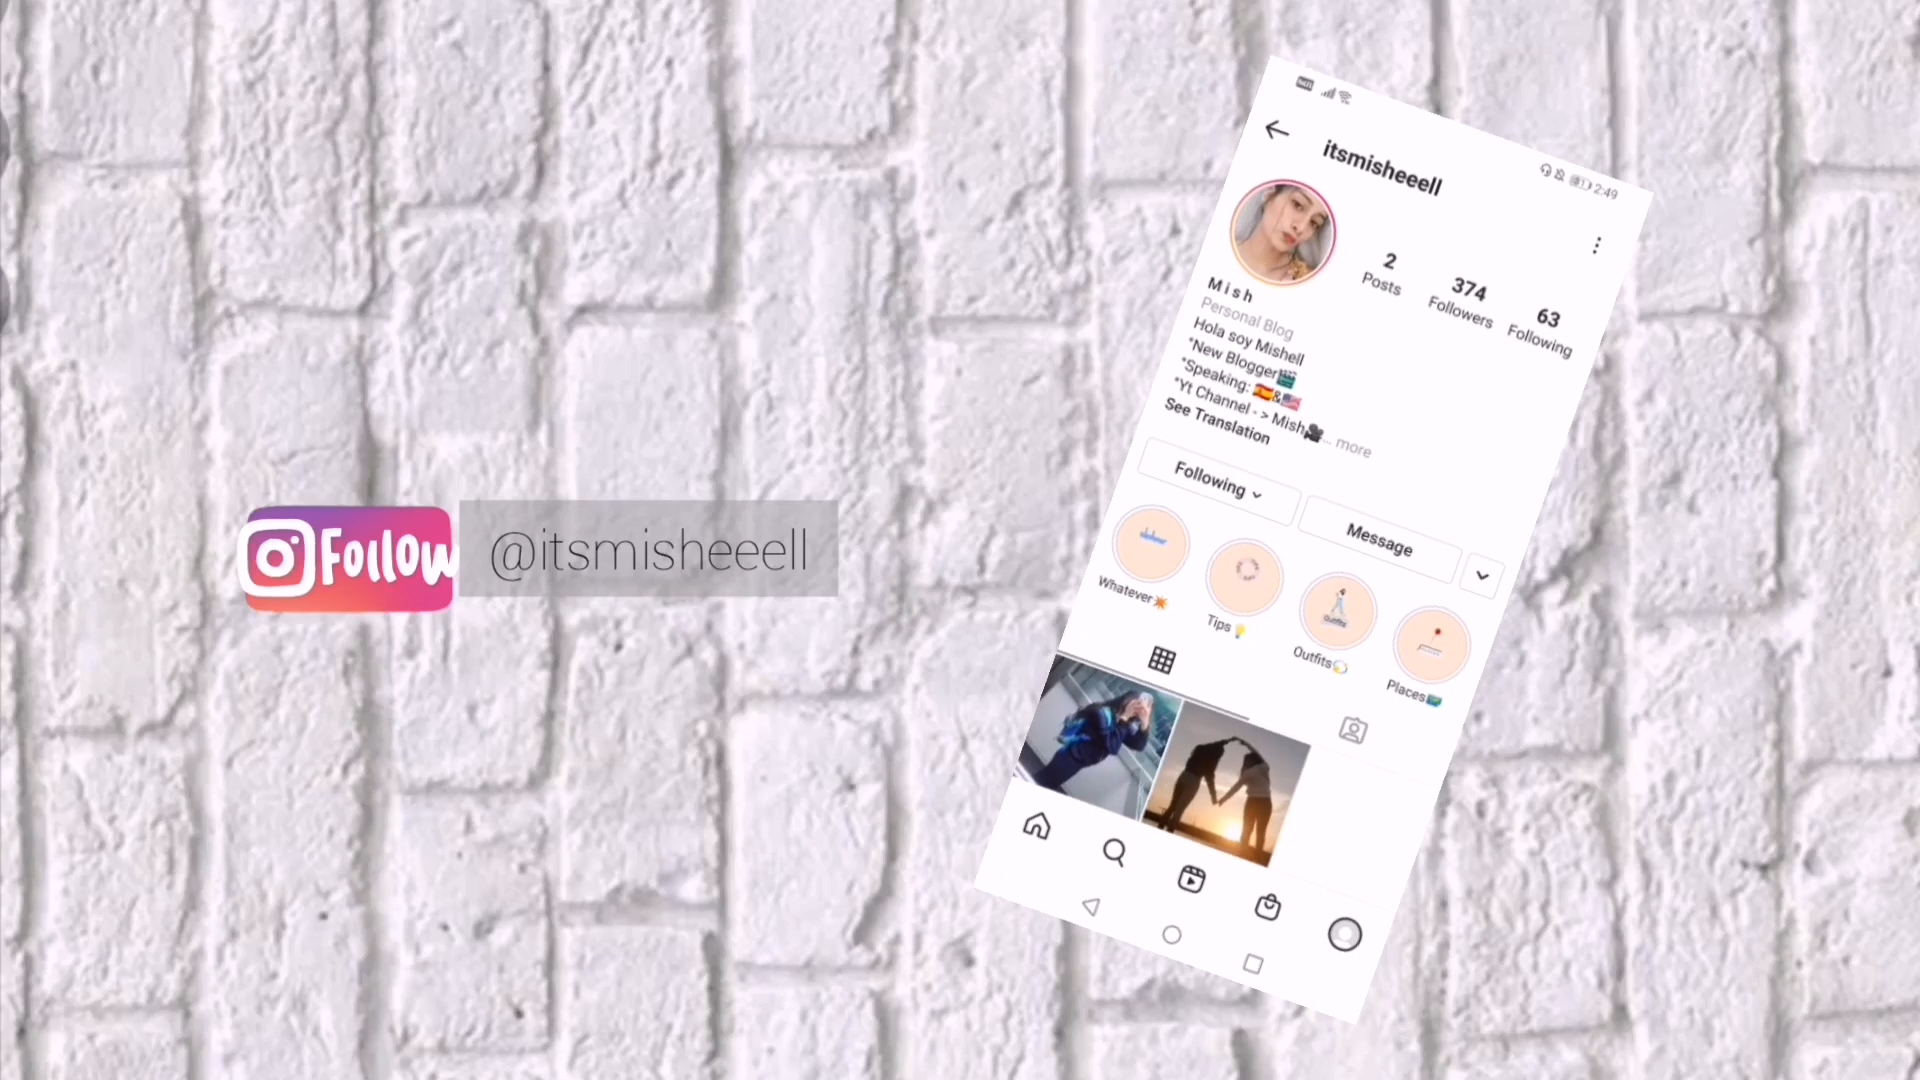 Follow
@itsmisheeell
2:49
itsmisheeell
2
Posts
374
Followers
63
Following
Mish
Personal Blog
Hola soy Mishell
*New Blogger🎬
*Speaking: 🇪🇸&🇺🇸
*Yt Channel - > Mish🎥... more
See Translation
Following
Message
Whatever💥
Tips💡
Outfits
Outfits💫
Places🗺️